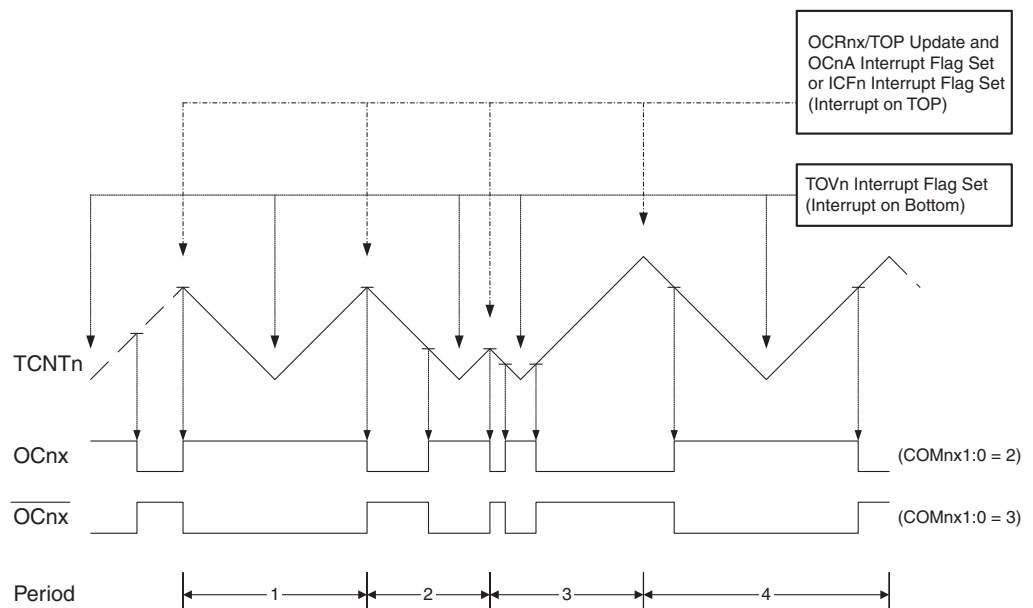 OCRnx/TOP Update and
OCnA Interrupt Flag Set
or ICFn Interrupt Flag Set
(Interrupt on TOP)
TOVn Interrupt Flag Set
(Interrupt on Bottom)
TCNTn
OCnx
(COMnx1:0 = 2)
OCnx
(COMnx1:0 = 3)
Period
1
2
3
4